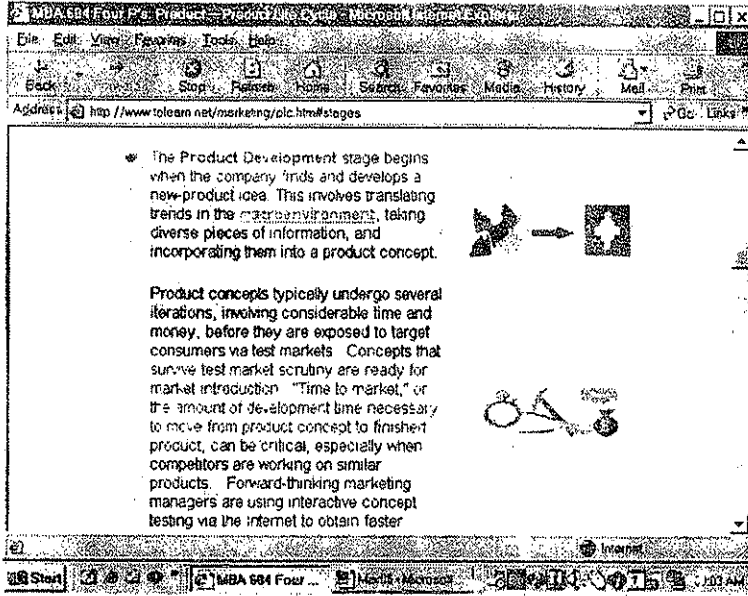 MBA 684 Four P's: Product -- Product Life Cycle - Microsoft Internet Explorer
File Edit View Favorites Tools Help
Back Stop Refresh Home Search Favorites Media History Mail Print
Address http://www.tolearn.net/marketing/plc.htm#stages Go Links »
The Product Development stage begins
when the company finds and develops a
new-product idea. This involves translating
trends in the macroenvironment, taking
diverse pieces of information, and
incorporating them into a product concept.
Product concepts typically undergo several
iterations, involving considerable time and
money, before they are exposed to target
consumers via test markets. Concepts that
survive test market scrutiny are ready for
market introduction. "Time to market," or
the amount of development time necessary
to move from product concept to finished
product, can be critical, especially when
competitors are working on similar
products. Forward-thinking marketing
managers are using interactive concept
testing via the Internet to obtain faster
Internet
Start MBA 684 Four ... AM